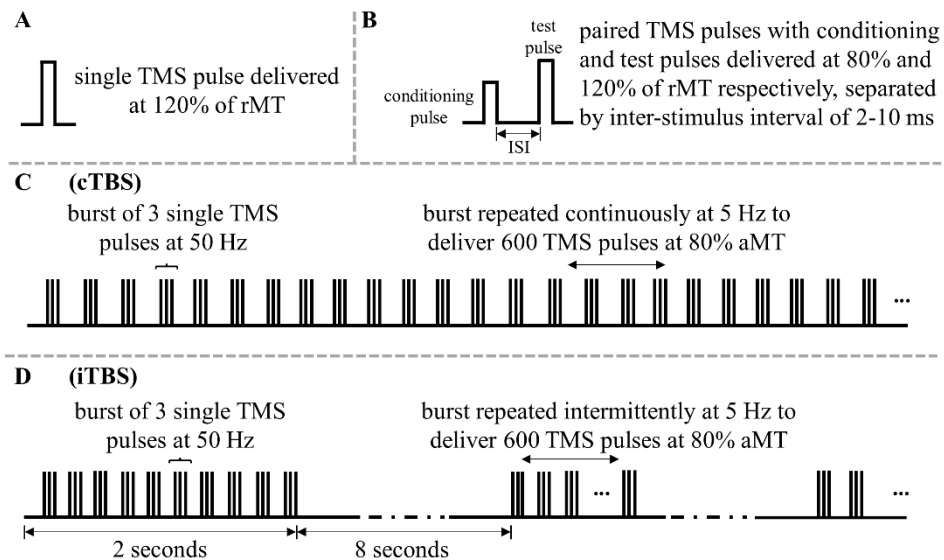 A
single TMS pulse delivered
at 120% of rMT
B
test
pulse
conditioning
pulse
ISI
paired TMS pulses with conditioning
and test pulses delivered at 80% and
120% of rMT respectively, separated
by inter-stimulus interval of 2-10 ms
C (cTBS)
burst of 3 single TMS
pulses at 50 Hz
burst repeated continuously at 5 Hz to
deliver 600 TMS pulses at 80% aMT
...
D (iTBS)
burst of 3 single TMS
pulses at 50 Hz
burst repeated intermittently at 5 Hz to
deliver 600 TMS pulses at 80% aMT
... ...
2 seconds 8 seconds